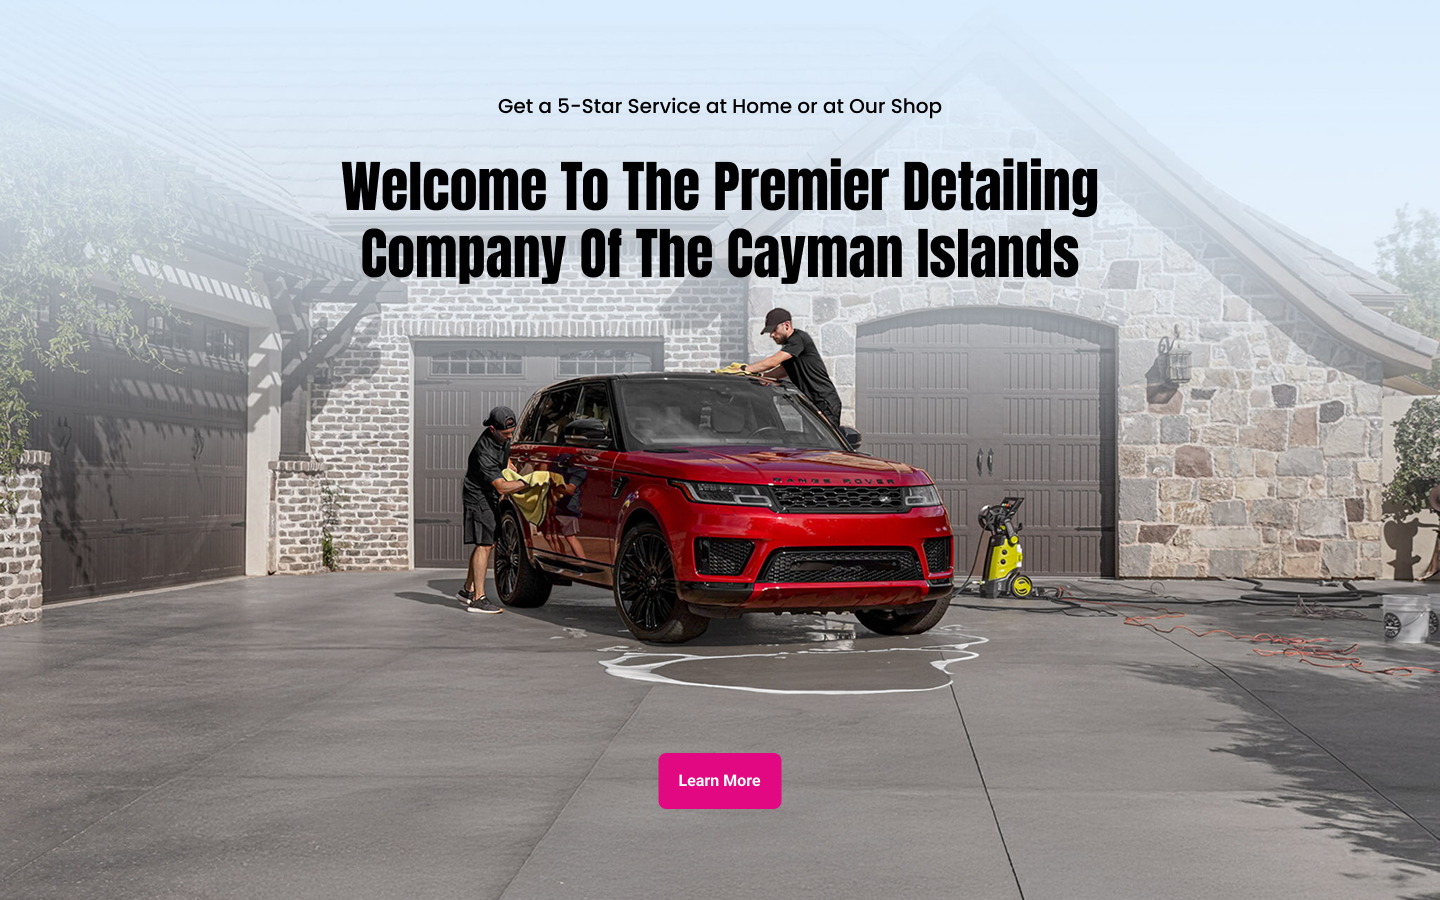 Get a 5-Star Service at Home or at Our Shop
Welcome To The Premier Detailing
Company Of The Cayman Islands
RANGE ROVER
Learn More